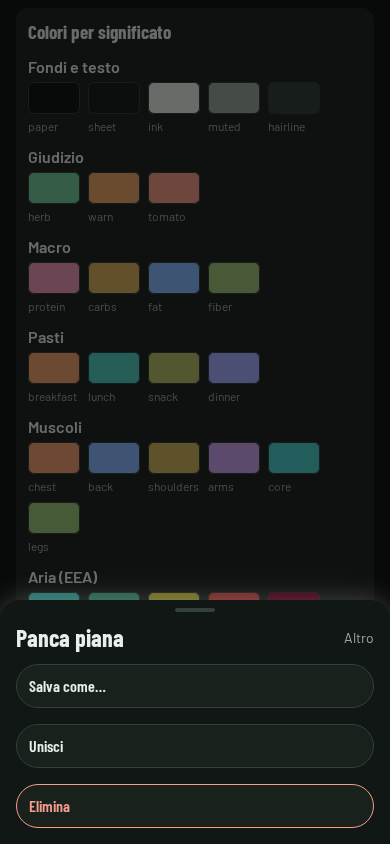 Colori per significato
Fondi e testo
paper sheet ink muted hairline
Giudizio
herb warn tomato
Macro
protein carbs fat fiber
Pasti
breakfast lunch snack dinner
Muscoli
chest back shoulders arms core
legs
Aria (EEA)
Panca piana Altro
Salva come...
Unisci
Elimina